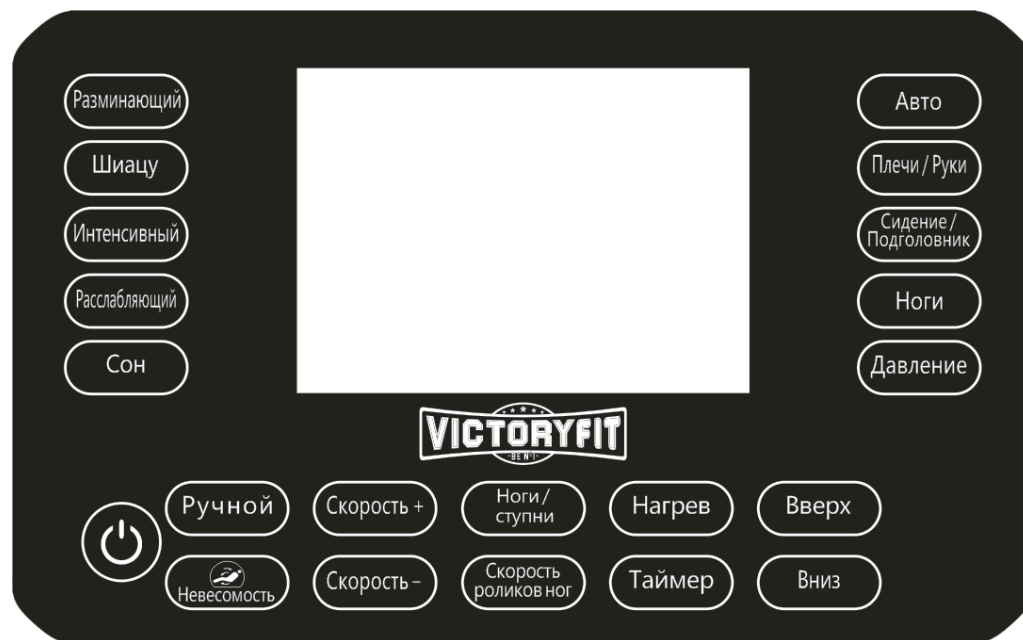 Разминающий
Шиацу
Интенсивный
Расслабляющий
Сон
Авто
Плечи / Руки
Сидение /
Подголовник
Ноги
Давление
VICTORYFIT
·BE №1·
Ручной
Скорость +
Ноги /
ступни
Нагрев
Вверх
Невесомость
Скорость –
Скорость
роликов ног
Таймер
Вниз